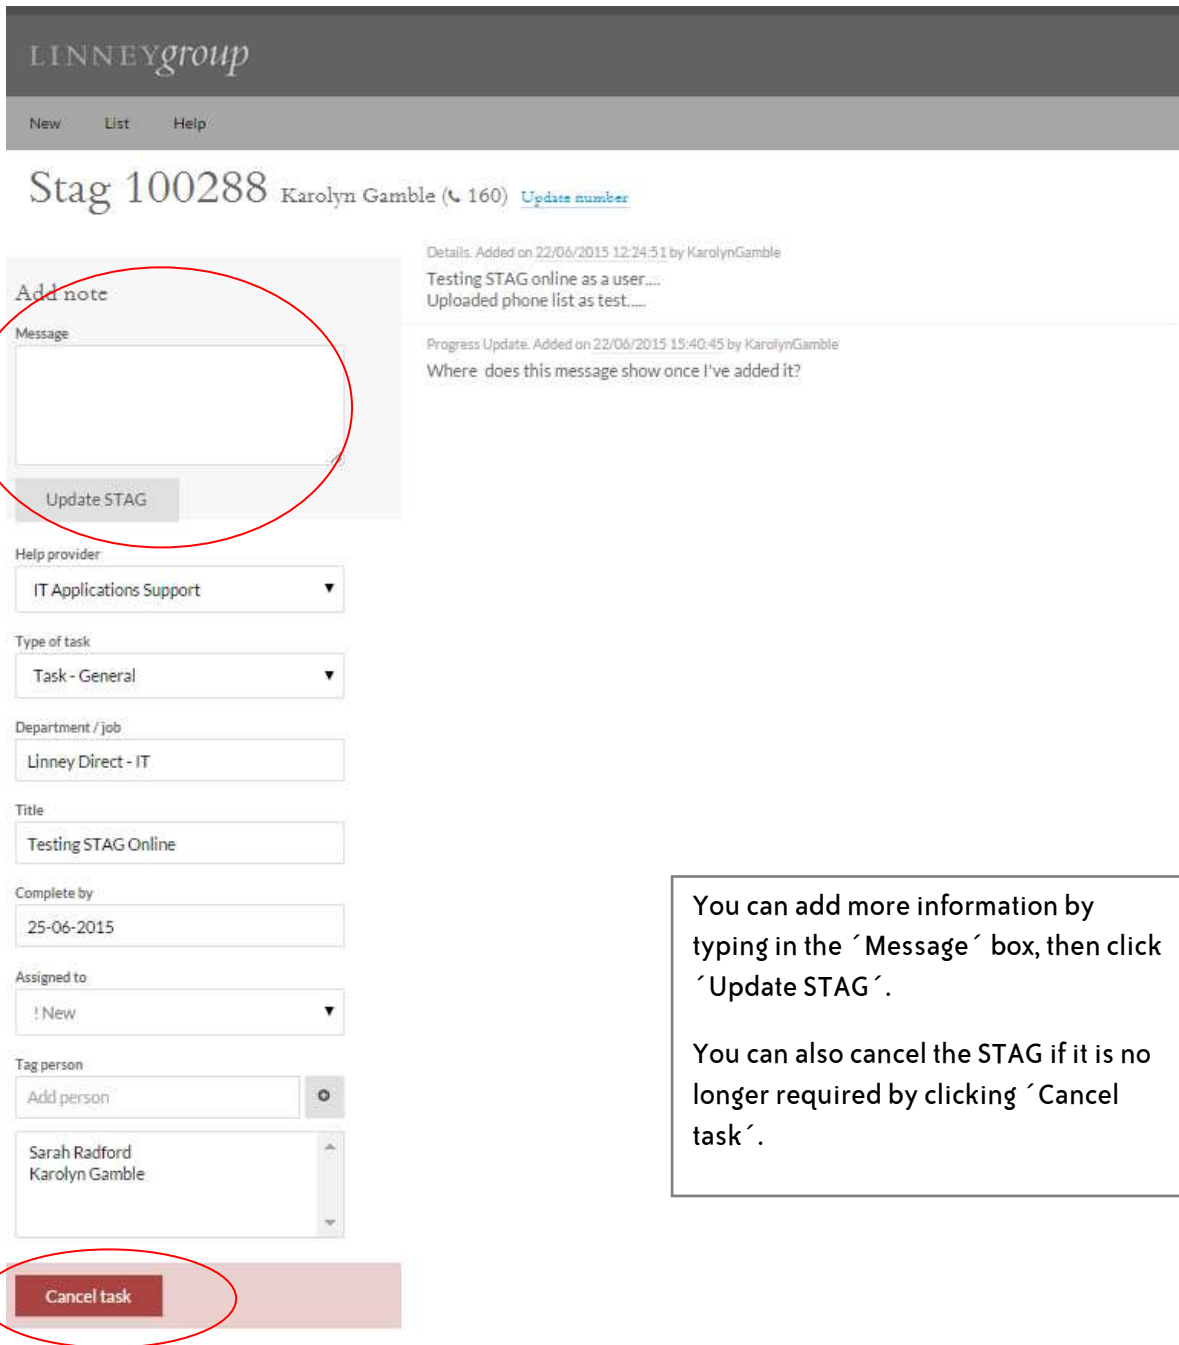 LINNEYgroup
New List Help
Stag 100288 Karolyn Gamble (📞 160) Update number
Details. Added on 22/06/2015 12:24:51 by KarolynGamble
Testing STAG online as a user....
Uploaded phone list as test.....
Progress Update. Added on 22/06/2015 15:40:45 by KarolynGamble
Where does this message show once I've added it?
Add note
Message
Update STAG
Help provider
IT Applications Support
Type of task
Task - General
Department / job
Linney Direct - IT
Title
Testing STAG Online
Complete by
25-06-2015
Assigned to
! New
Tag person
Add person
Sarah Radford
Karolyn Gamble
Cancel task
You can add more information by
typing in the ´Message´ box, then click
´Update STAG´.
You can also cancel the STAG if it is no
longer required by clicking ´Cancel
task´.